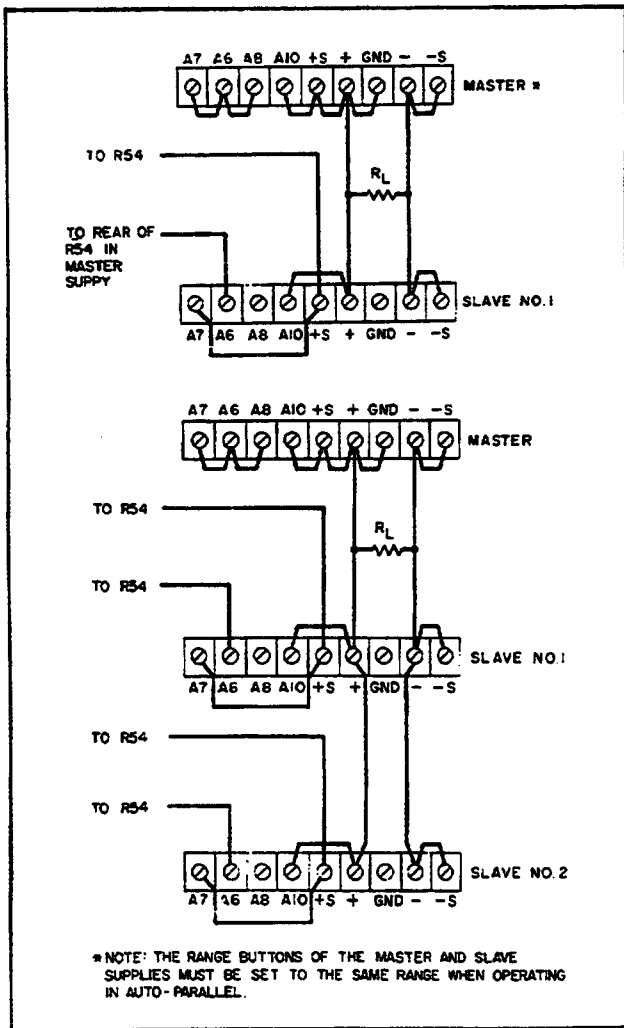 A7 A6 A8 A10 +S + GND - -S
MASTER *
TO R54
RL
TO REAR OF
R54 IN
MASTER
SUPPY
SLAVE NO.1
A7 A6 A8 A10 +S + GND - -S
A7 A6 A8 A10 +S + GND - -S
MASTER
TO R54
RL
TO R54
SLAVE NO.1
A7 A6 A8 A10 +S + GND - -S
TO R54
TO R54
SLAVE NO.2
A7 A6 A8 A10 +S + GND - -S
* NOTE: THE RANGE BUTTONS OF THE MASTER AND SLAVE
SUPPLIES MUST BE SET TO THE SAME RANGE WHEN OPERATING
IN AUTO-PARALLEL.